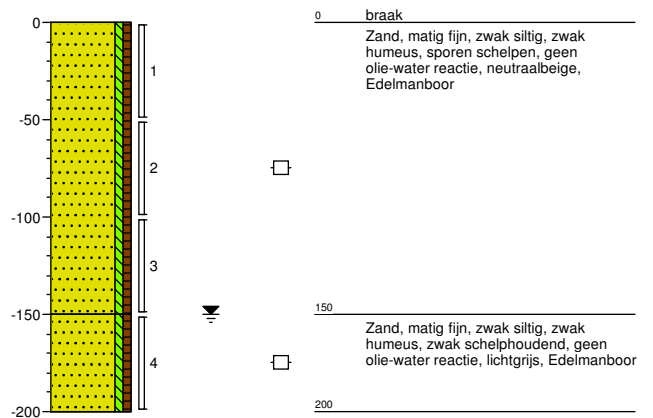 0
-50
-100
-150
-200
1
2
3
4
0 braak
Zand, matig fijn, zwak siltig, zwak
humeus, sporen schelpen, geen
olie-water reactie, neutraalbeige,
Edelmanboor
150
Zand, matig fijn, zwak siltig, zwak
humeus, zwak schelphoudend, geen
olie-water reactie, lichtgrijs, Edelmanboor
200